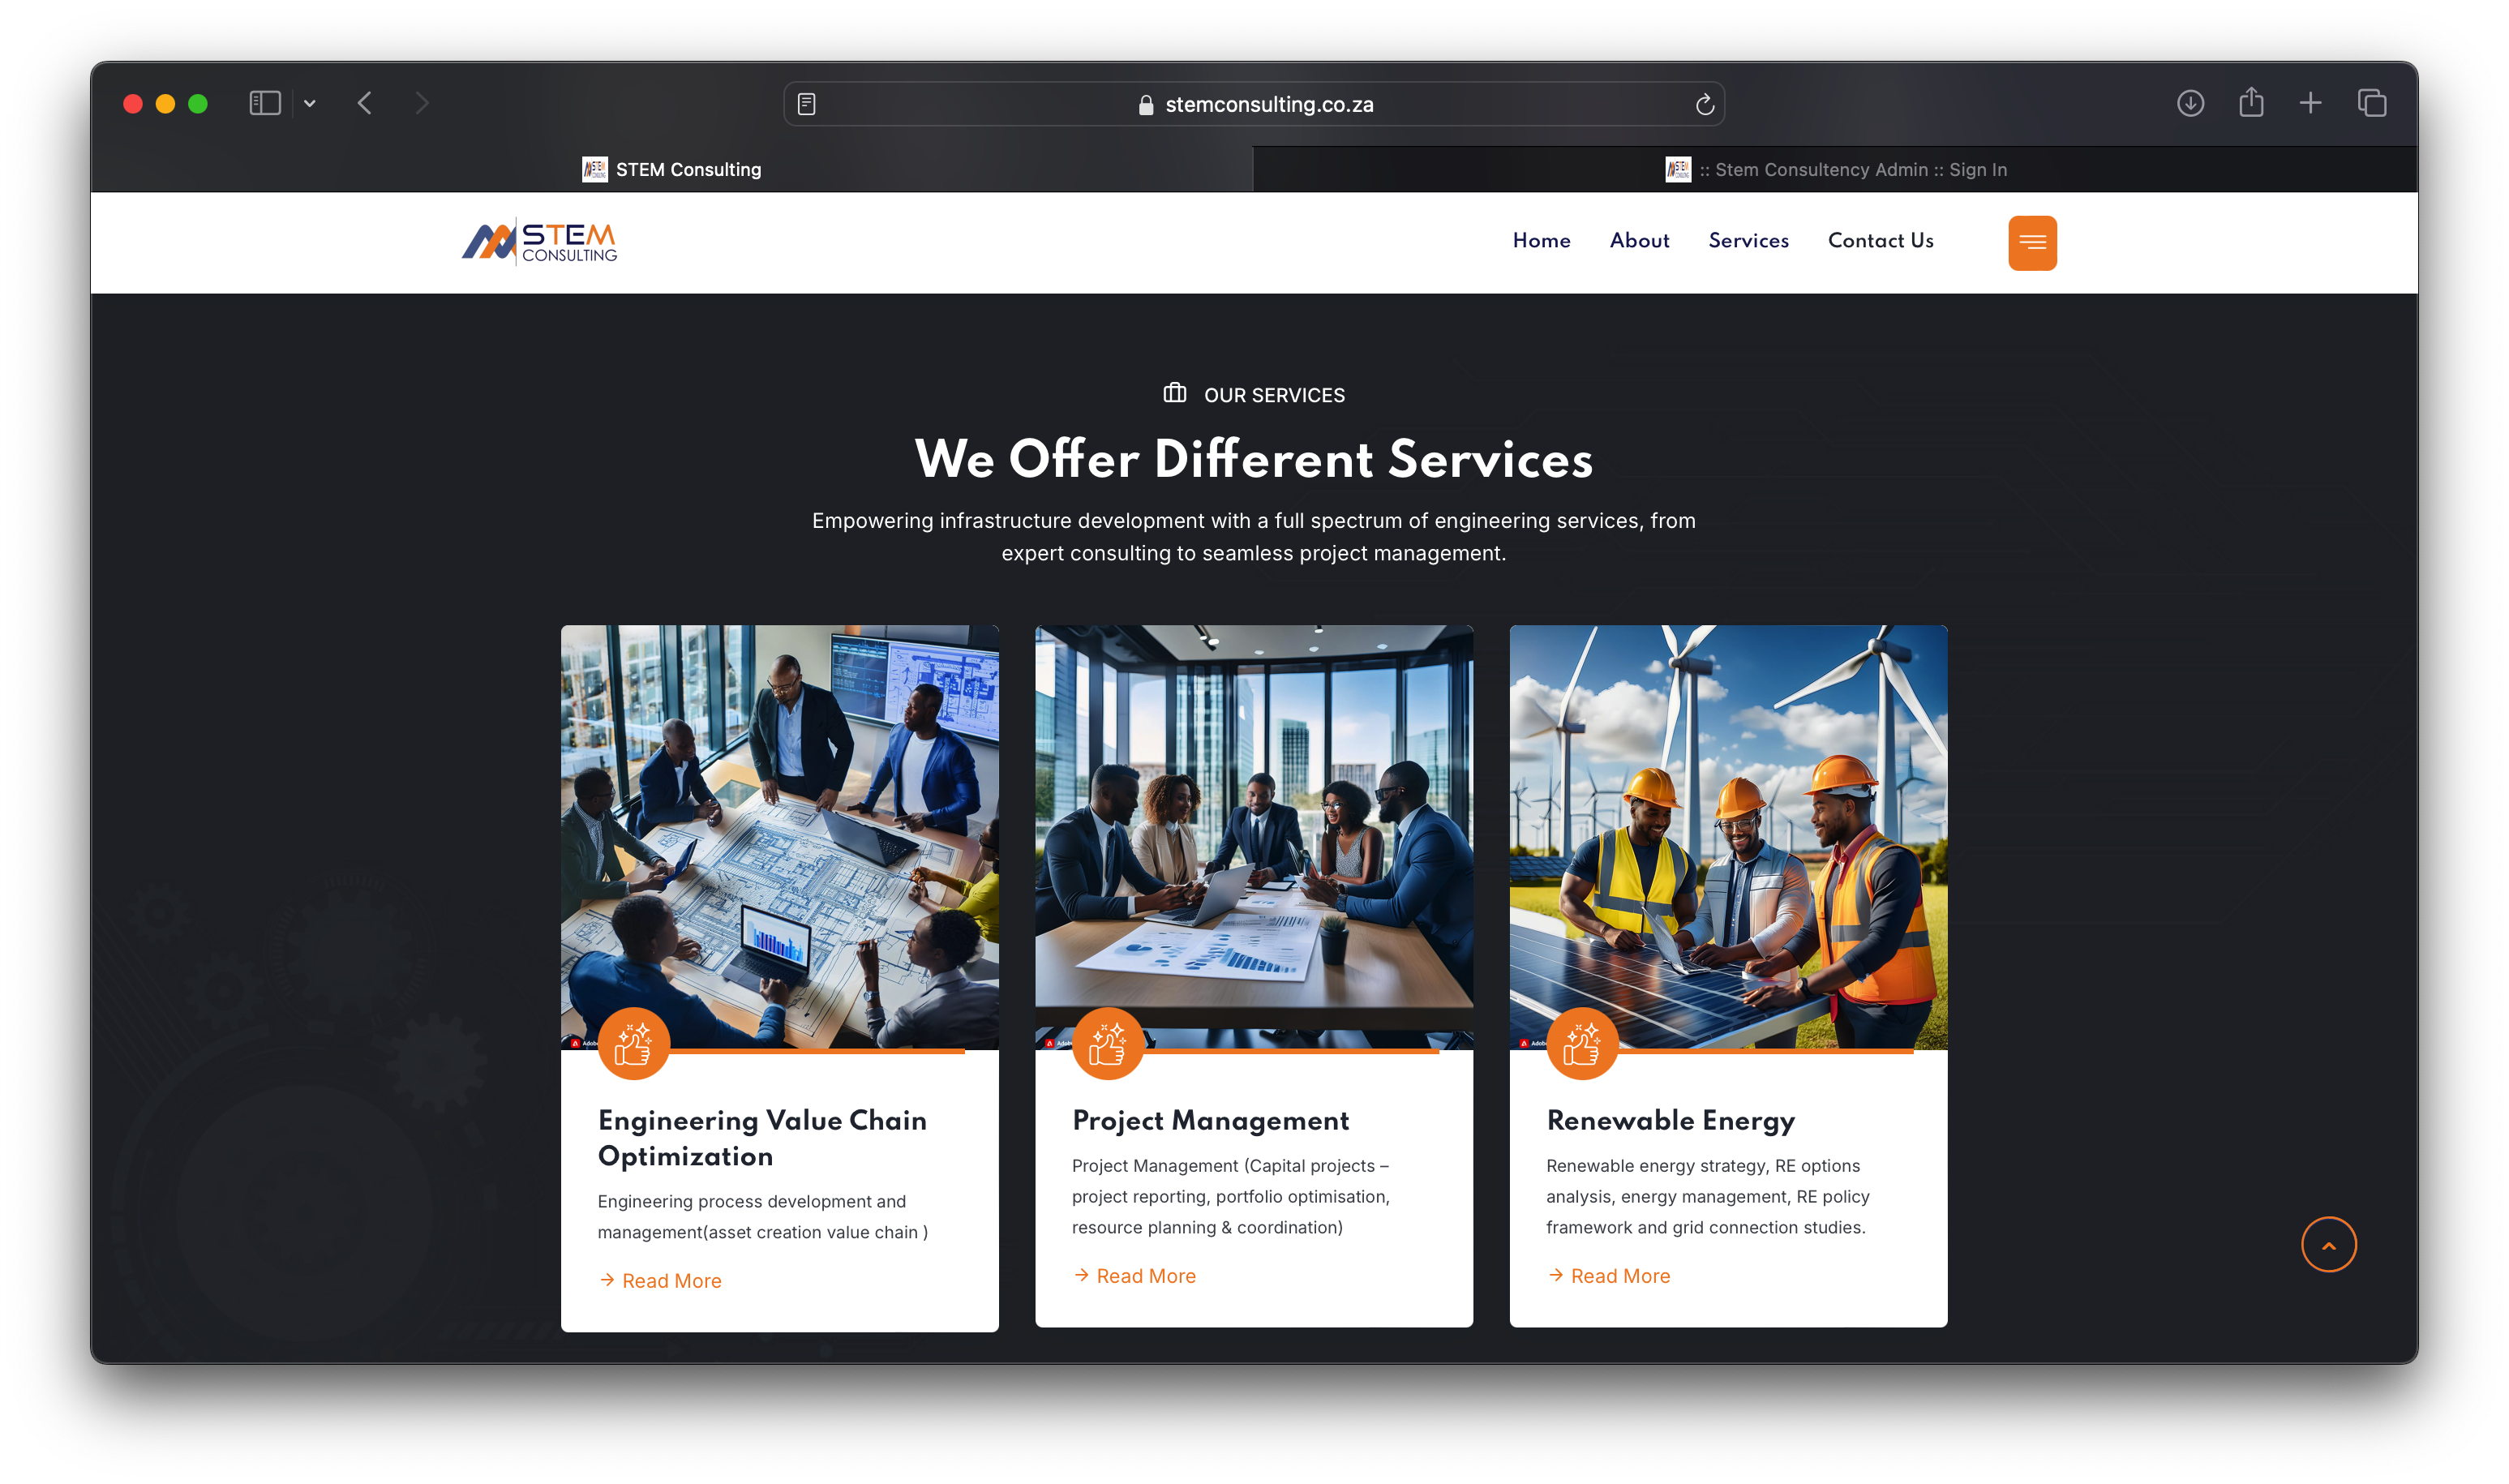 stemconsulting.co.za
STEM Consulting
:: Stem Consultency Admin :: Sign In
STEM
CONSULTING
Home About Services Contact Us
OUR SERVICES
We Offer Different Services
Empowering infrastructure development with a full spectrum of engineering services, from
expert consulting to seamless project management.
Engineering Value Chain
Optimization
Engineering process development and
management(asset creation value chain )
→ Read More
Project Management
Project Management (Capital projects –
project reporting, portfolio optimisation,
resource planning & coordination)
→ Read More
Renewable Energy
Renewable energy strategy, RE options
analysis, energy management, RE policy
framework and grid connection studies.
→ Read More